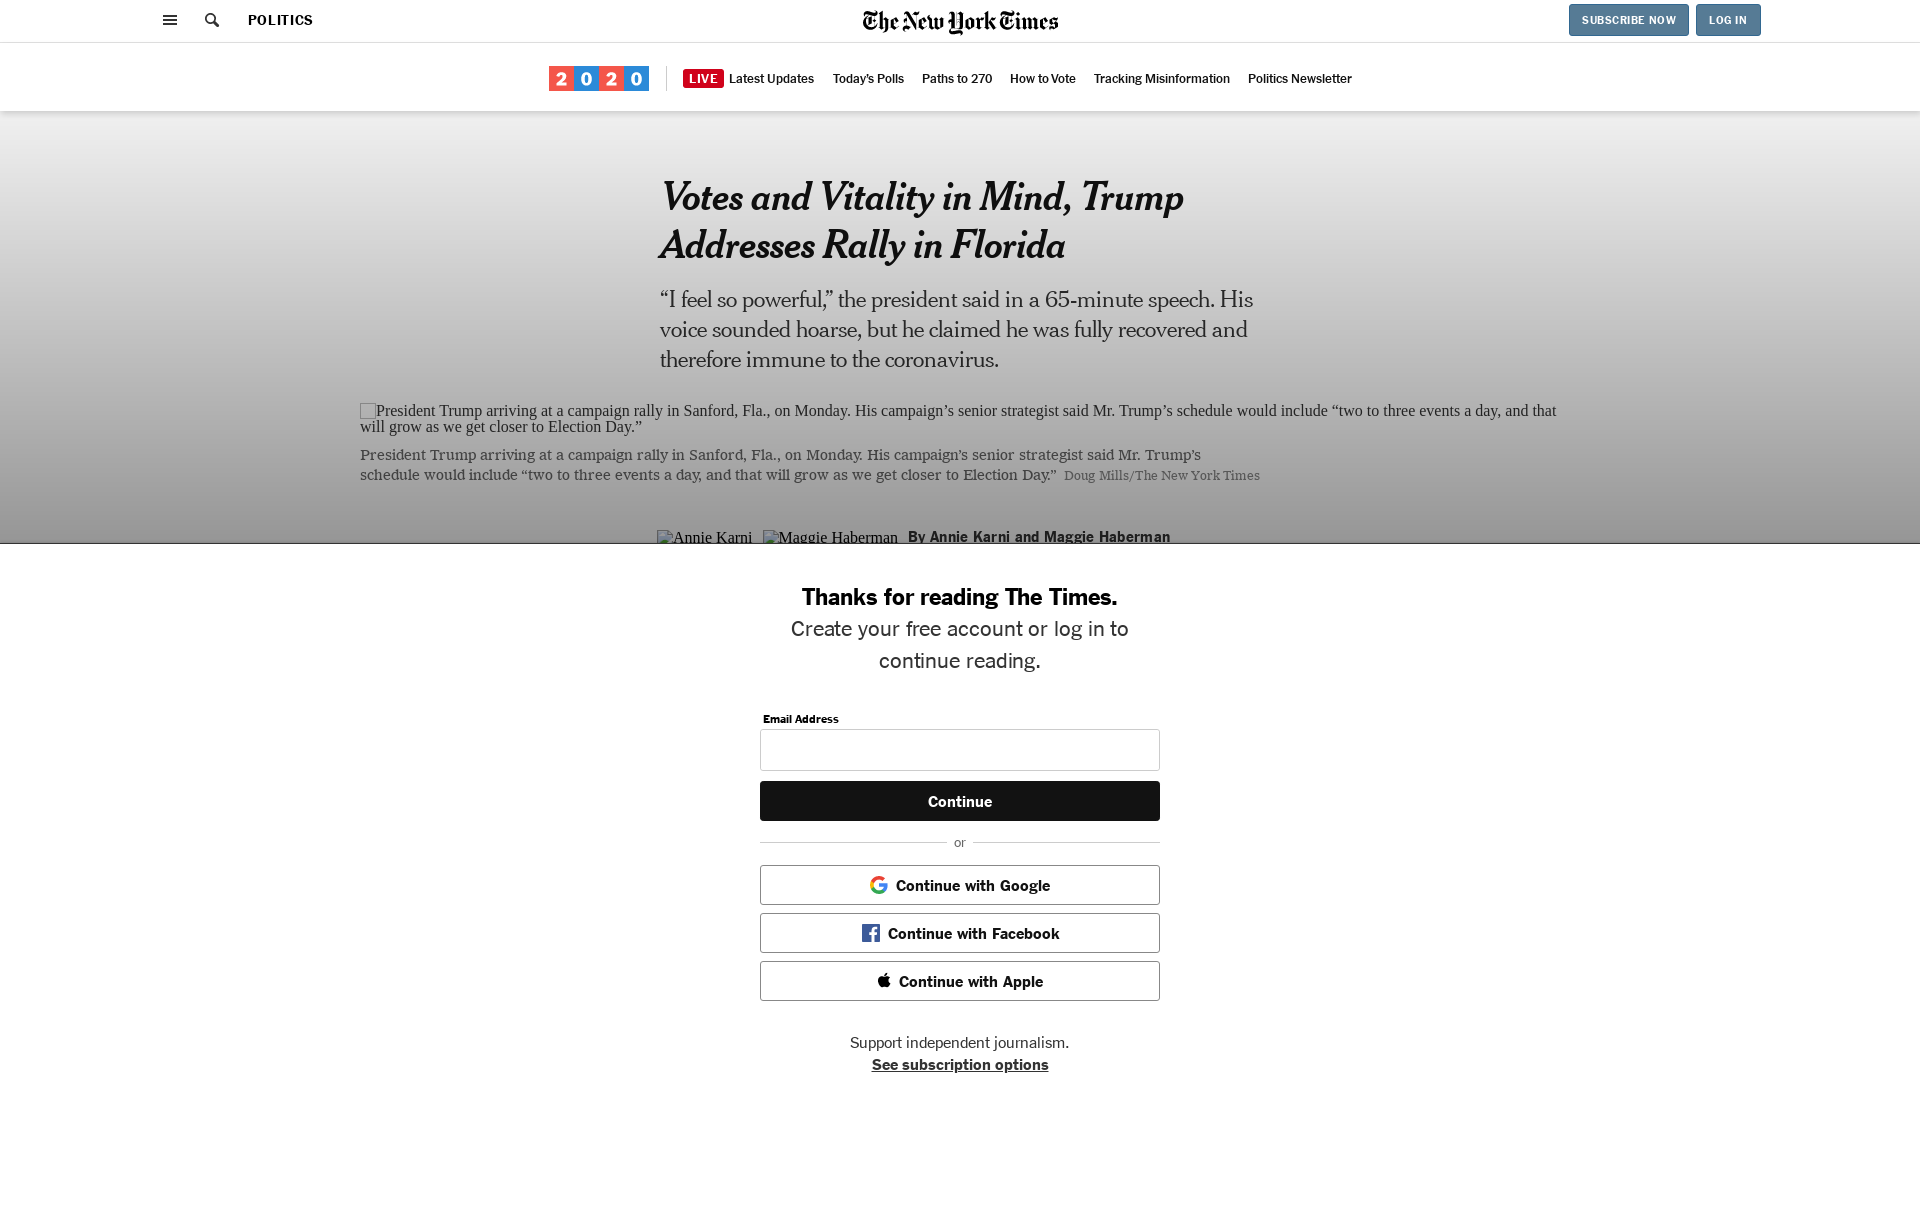 POLITICS
The New York Times
SUBSCRIBE NOW
LOG IN
2020
LIVE Latest Updates Today's Polls Paths to 270 How to Vote Tracking Misinformation Politics Newsletter
Votes and Vitality in Mind, Trump
Addresses Rally in Florida
“I feel so powerful,” the president said in a 65-minute speech. His
voice sounded hoarse, but he claimed he was fully recovered and
therefore immune to the coronavirus.
President Trump arriving at a campaign rally in Sanford, Fla., on Monday. His campaign’s senior strategist said Mr. Trump’s schedule would include “two to three events a day, and that
will grow as we get closer to Election Day.”
President Trump arriving at a campaign rally in Sanford, Fla., on Monday. His campaign’s senior strategist said Mr. Trump’s
schedule would include “two to three events a day, and that will grow as we get closer to Election Day.” Doug Mills/The New York Times
Annie Karni Maggie Haberman By Annie Karni and Maggie Haberman
Thanks for reading The Times.
Create your free account or log in to
continue reading.
Email Address
Continue
or
Continue with Google
Continue with Facebook
Continue with Apple
Support independent journalism.
See subscription options